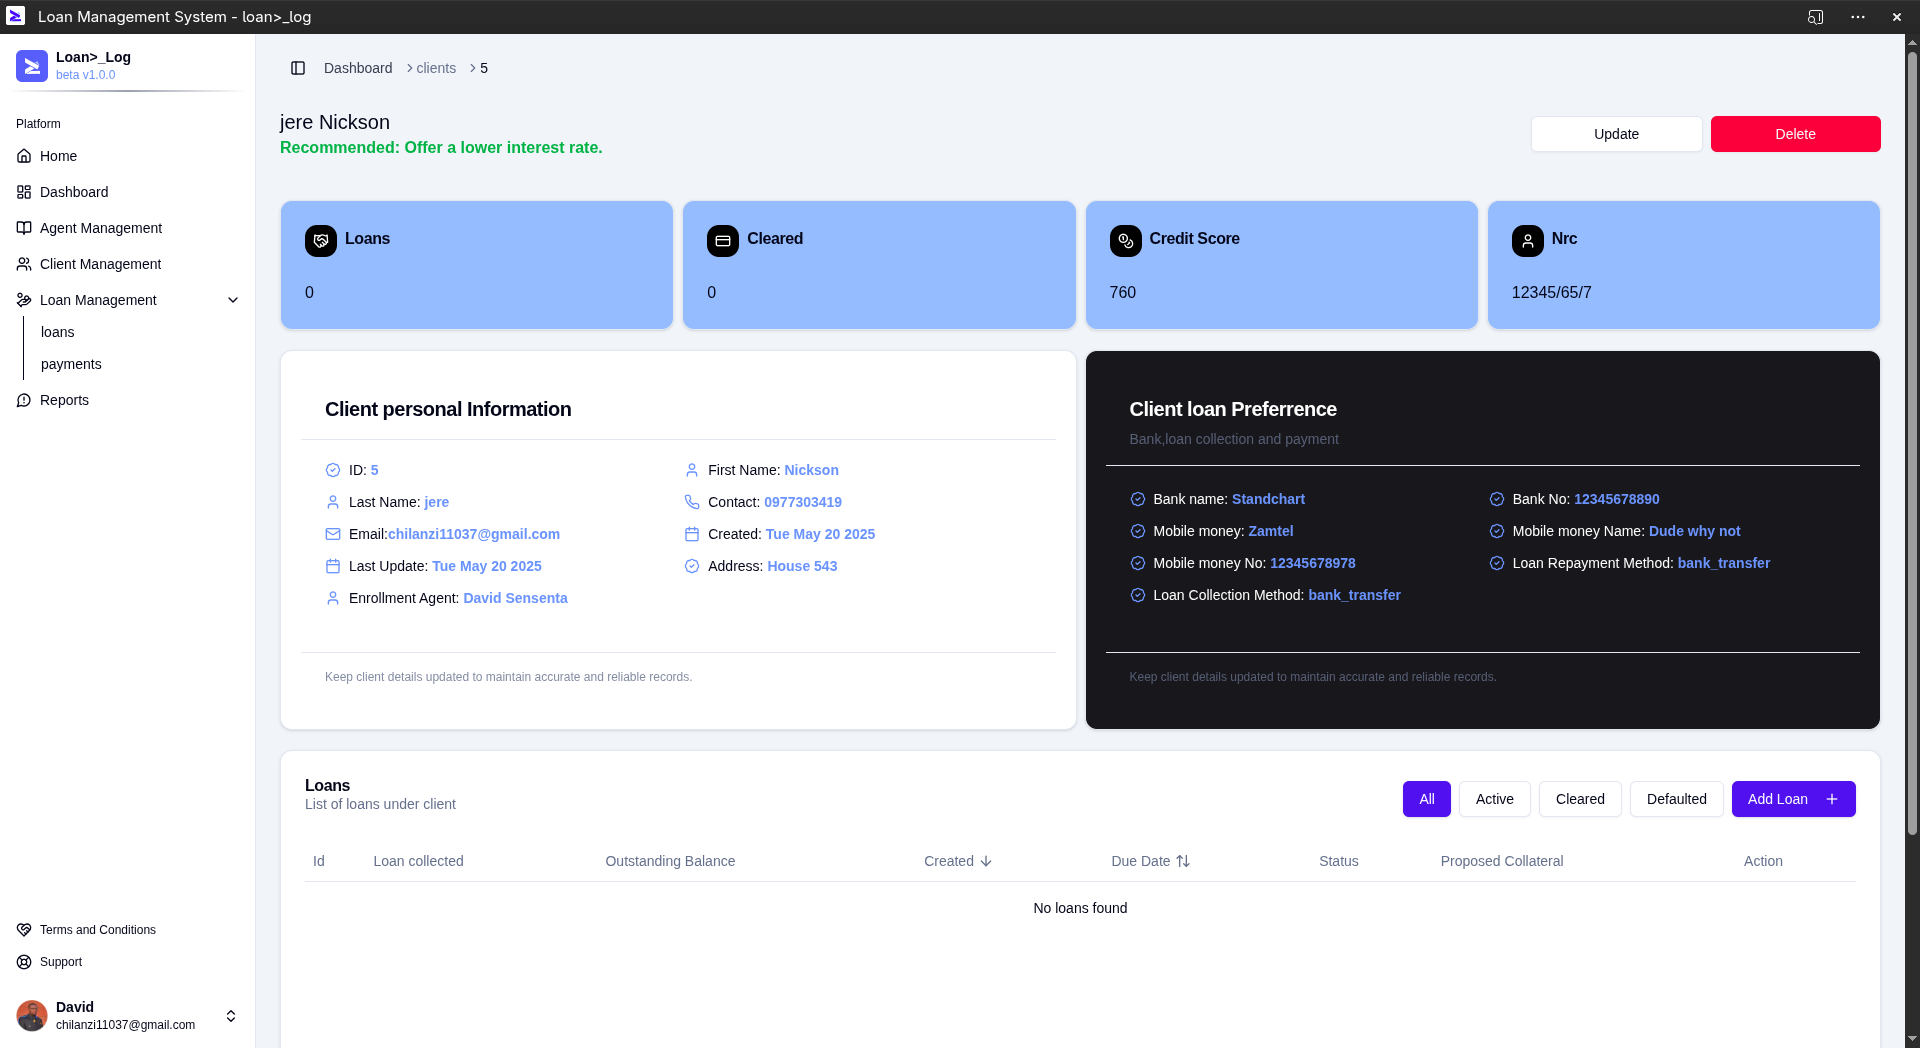 Loan Management System - loan>_log
Loan>_Log
beta v1.0.0
Platform
Home
Dashboard
Agent Management
Client Management
Loan Management
loans
payments
Reports
Terms and Conditions
Support
David
chilanzi11037@gmail.com
Dashboard > clients > 5
jere Nickson
Recommended: Offer a lower interest rate.
Update
Delete
Loans
0
Cleared
0
Credit Score
760
Nrc
12345/65/7
Client personal Information
ID: 5
First Name: Nickson
Last Name: jere
Contact: 0977303419
Email:chilanzi11037@gmail.com
Created: Tue May 20 2025
Last Update: Tue May 20 2025
Address: House 543
Enrollment Agent: David Sensenta
Keep client details updated to maintain accurate and reliable records.
Client loan Preferrence
Bank,loan collection and payment
Bank name: Standchart
Bank No: 12345678890
Mobile money: Zamtel
Mobile money Name: Dude why not
Mobile money No: 12345678978
Loan Repayment Method: bank_transfer
Loan Collection Method: bank_transfer
Keep client details updated to maintain accurate and reliable records.
Loans
List of loans under client
All
Active
Cleared
Defaulted
Add Loan +
Id Loan collected Outstanding Balance Created Due Date Status Proposed Collateral Action
No loans found